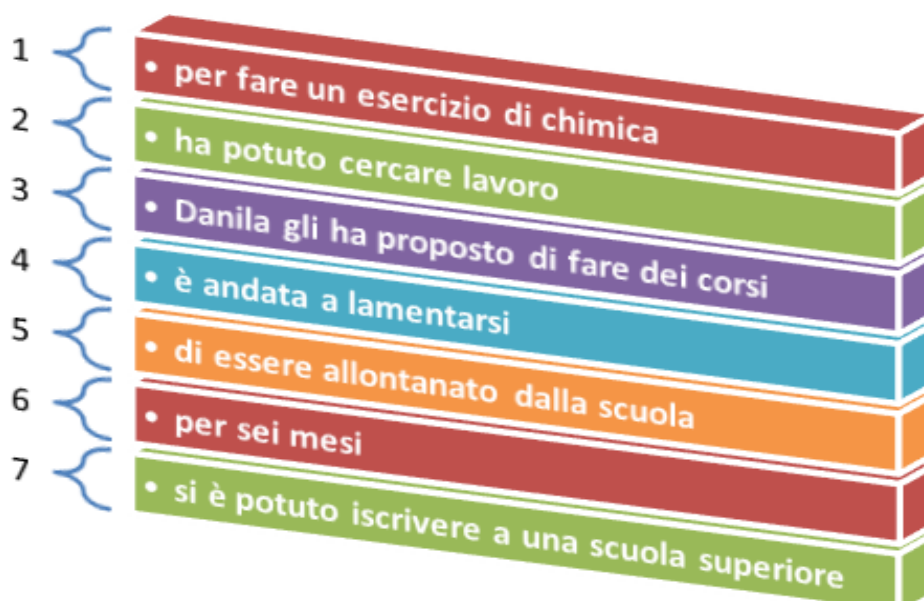 1
• per fare un esercizio di chimica
2
• ha potuto cercare lavoro
3
• Danila gli ha proposto di fare dei corsi
4
• è andata a lamentarsi
5
• di essere allontanato dalla scuola
6
• per sei mesi
7
• si è potuto iscrivere a una scuola superiore